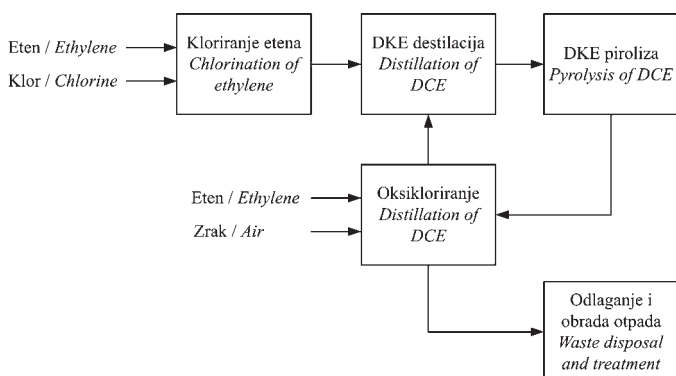 Eten / Ethylene
Klor / Chlorine
Kloriranje etena
Chlorination of
ethylene
DKE destilacija
Distillation of
DCE
DKE piroliza
Pyrolysis of DCE
Eten / Ethylene
Zrak / Air
Oksikloriranje
Distillation of
DCE
Odlaganje i
obrada otpada
Waste disposal
and treatment